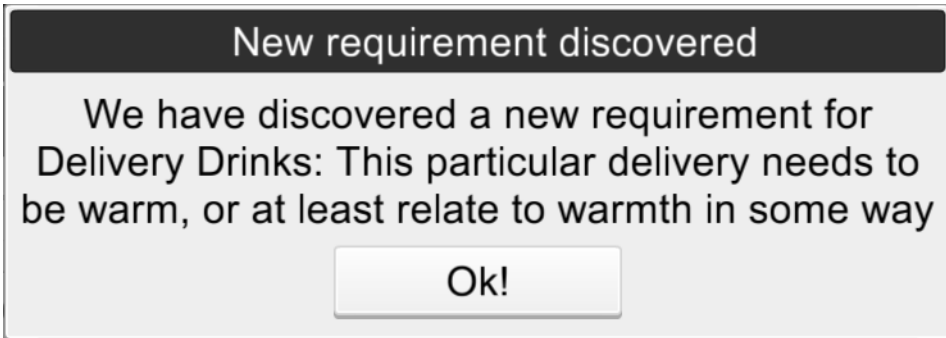 New requirement discovered
We have discovered a new requirement for
Delivery Drinks: This particular delivery needs to
be warm, or at least relate to warmth in some way
Ok!